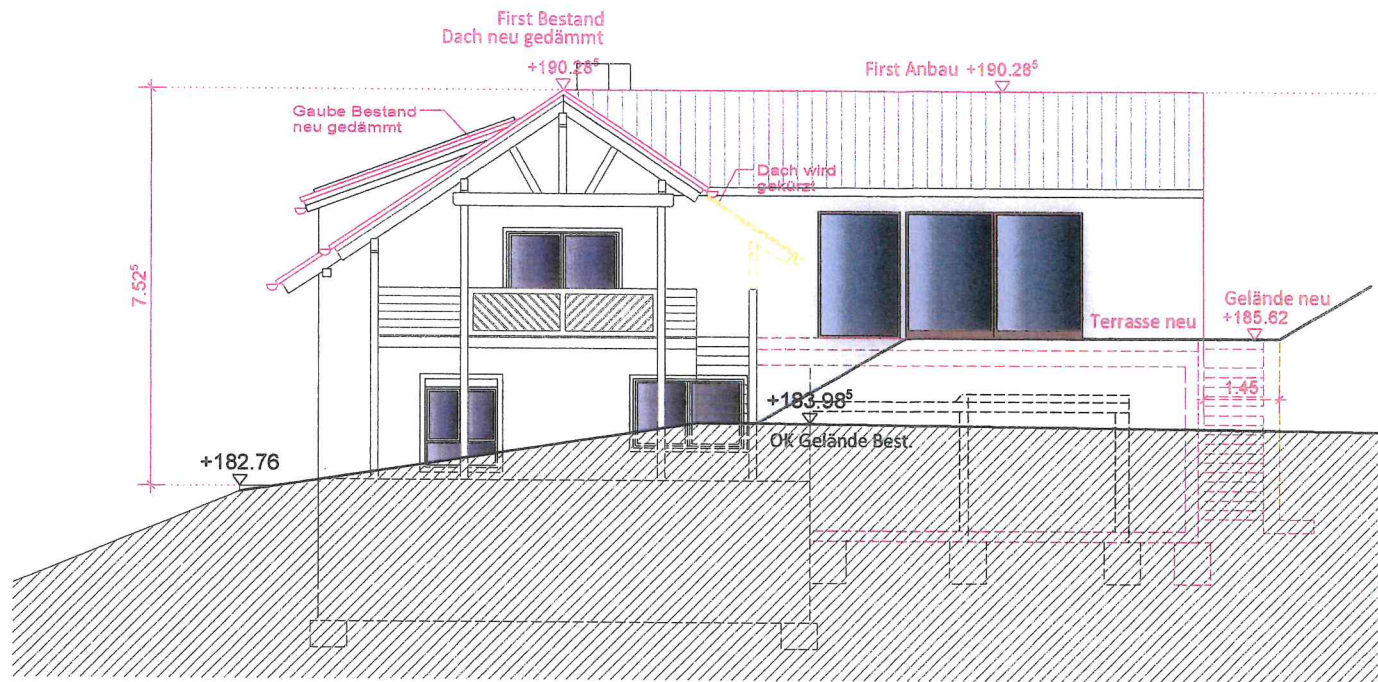 First Bestand
Dach neu gedämmt
+190.28⁵
First Anbau +190.28⁵
Gaube Bestand
neu gedämmt
Dach wird
gekürzt
7.52⁵
Gelände neu
+185.62
Terrasse neu
1.45
+183.98⁵
OK Gelände Best.
+182.76